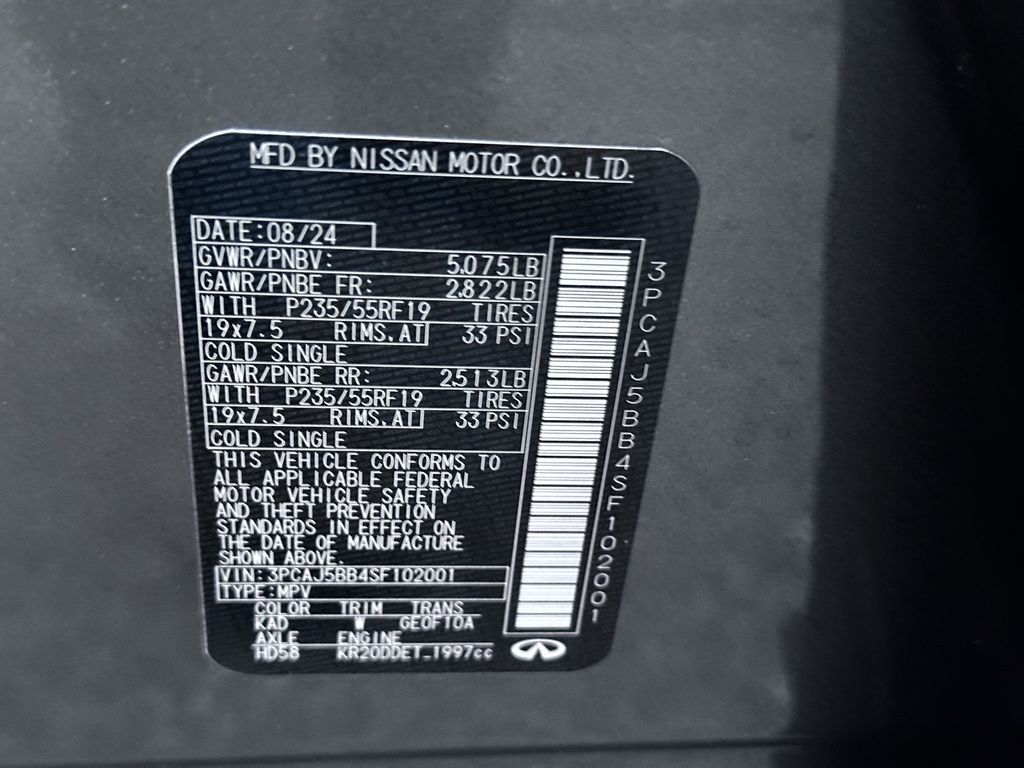 MFD BY NISSAN MOTOR CO.,LTD.
DATE:08/24
GVWR/PNBV: 5,075LB
GAWR/PNBE FR: 2,822LB
WITH P235/55RF19 TIRES
19x7.5 RIMS,AT 33 PSI
COLD SINGLE
GAWR/PNBE RR: 2,513LB
WITH P235/55RF19 TIRES
19x7.5 RIMS,AT 33 PSI
COLD SINGLE
THIS VEHICLE CONFORMS TO
ALL APPLICABLE FEDERAL
MOTOR VEHICLE SAFETY
AND THEFT PREVENTION
STANDARDS IN EFFECT ON
THE DATE OF MANUFACTURE
SHOWN ABOVE.
VIN:3PCAJ5BB4SF102001
TYPE:MPV
COLOR TRIM TRANS
KAD W GE0F10A
AXLE ENGINE
HD58 KR20DDET_1997cc
3PCAJ5BB4SF102001